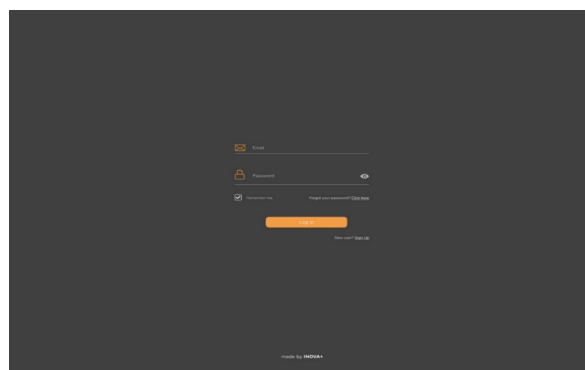 Email
Password
Remember me Forgot your password? Click here
Log in
New user? Sign Up
made by INOVA+